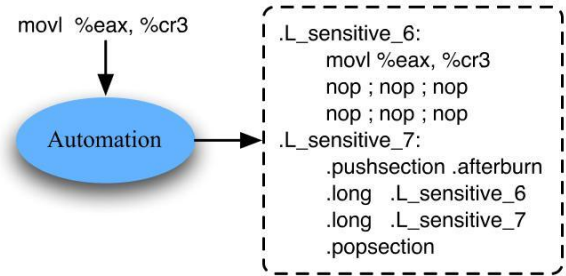 movl %eax, %cr3
Automation
.L_sensitive_6:
movl %eax, %cr3
nop ; nop ; nop
nop ; nop ; nop
.L_sensitive_7:
.pushsection .afterburn
.long .L_sensitive_6
.long .L_sensitive_7
.popsection